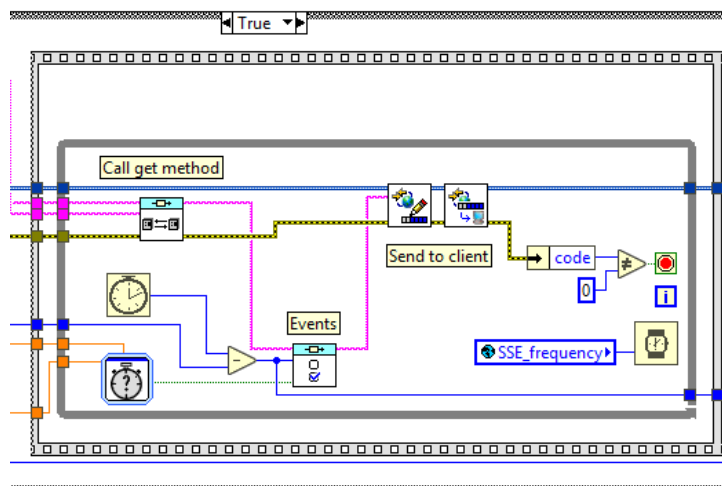 True
Call get method
Send to client
code
0
i
Events
?
SSE_frequency